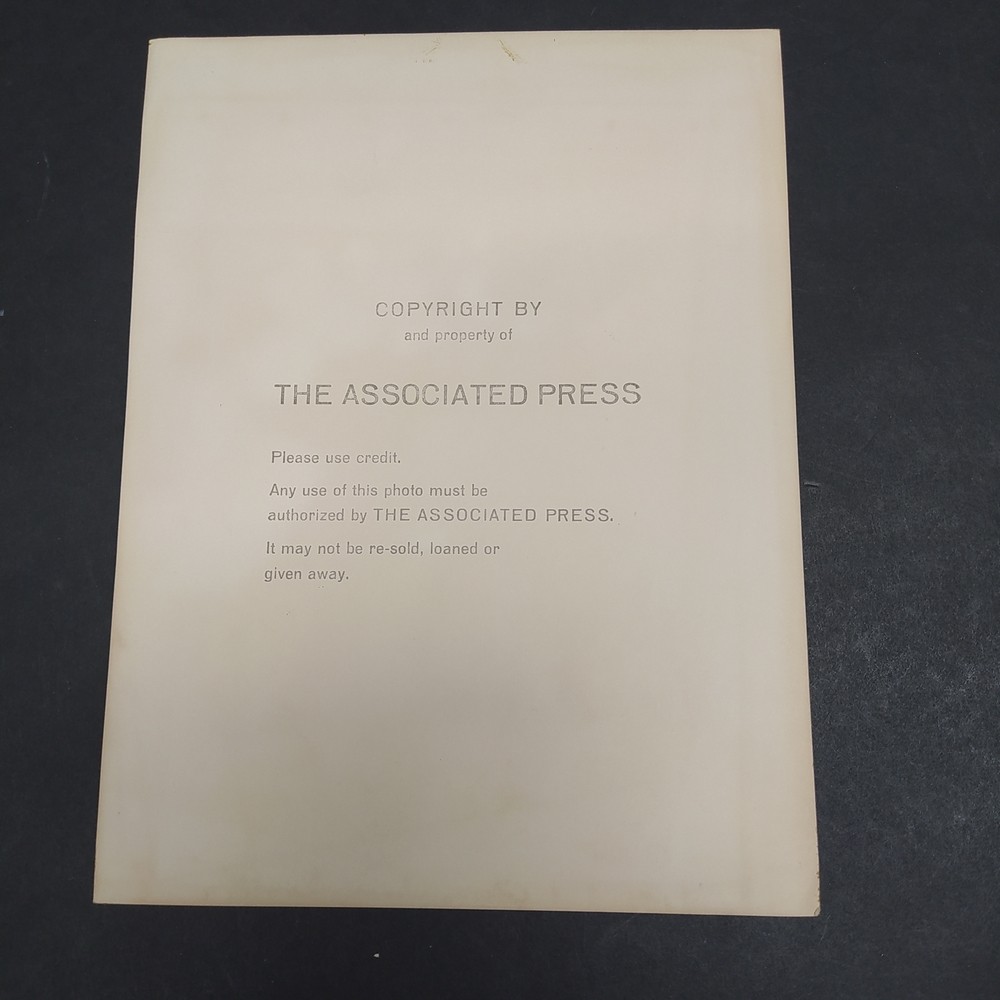 COPYRIGHT BY
and property of
THE ASSOCIATED PRESS
Please use credit.
Any use of this photo must be
authorized by THE ASSOCIATED PRESS.
It may not be re-sold, loaned or
given away.